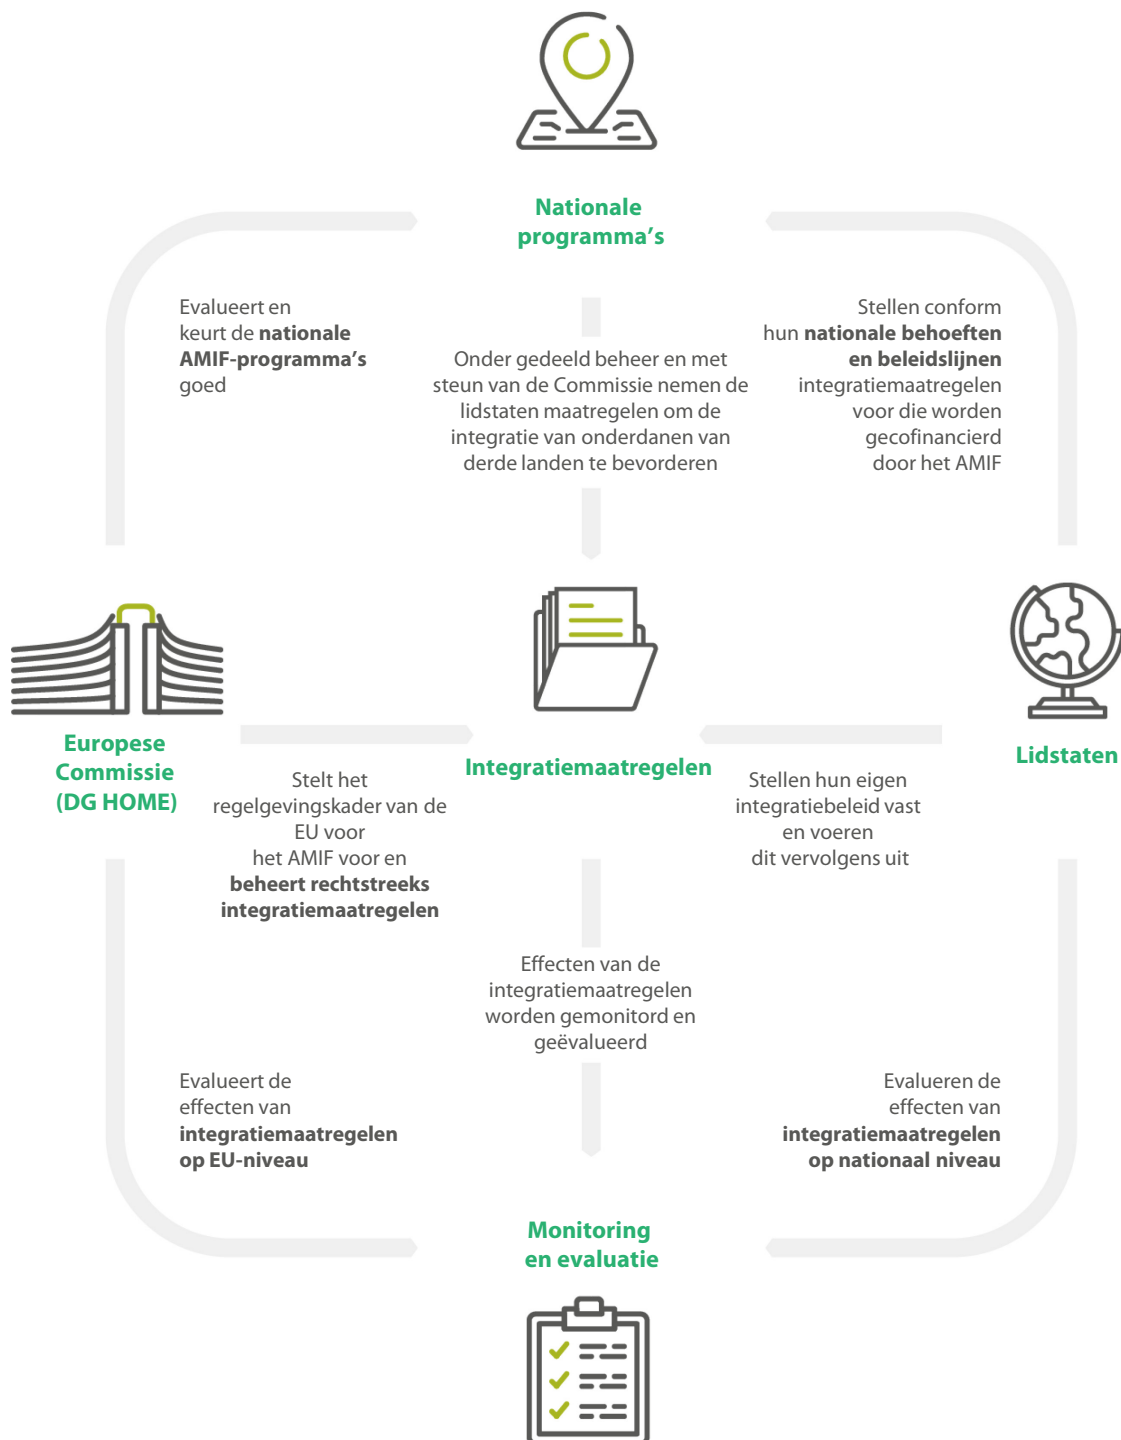 Nationale
programma's
Evalueert en
keurt de nationale
AMIF-programma's
goed
Onder gedeeld beheer en met
steun van de Commissie nemen de
lidstaten maatregelen om de
integratie van onderdanen van
derde landen te bevorderen
Stellen conform
hun nationale behoeften
en beleidslijnen
integratiemaatregelen
voor die worden
gecofinancierd
door het AMIF
Europese
Commissie
(DG HOME)
Integratiemaatregelen
Lidstaten
Stelt het
regelgevingskader van de
EU voor
het AMIF voor en
beheert rechtstreeks
integratiemaatregelen
Stellen hun eigen
integratiebeleid vast
en voeren
dit vervolgens uit
Effecten van de
integratiemaatregelen
worden gemonitord en
geëvalueerd
Evalueert de
effecten van
integratiemaatregelen
op EU-niveau
Evalueren de
effecten van
integratiemaatregelen
op nationaal niveau
Monitoring
en evaluatie